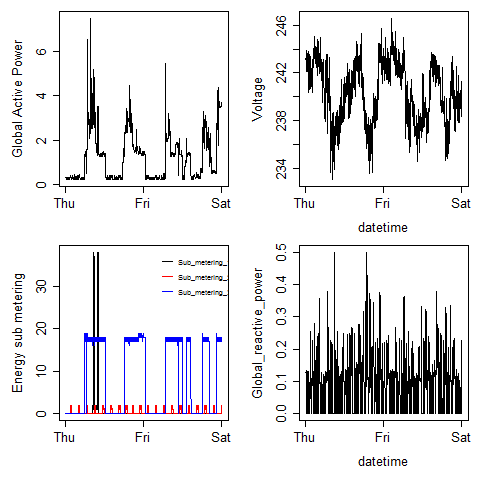 Global Active Power
0 2 4 6
Thu Fri Sat
Voltage
234 238 242 246
Thu Fri Sat
datetime
Energy sub metering
0 10 20 30
Sub_metering_
Sub_metering_
Sub_metering_
Thu Fri Sat
Global_reactive_power
0.0 0.1 0.2 0.3 0.4 0.5
Thu Fri Sat
datetime